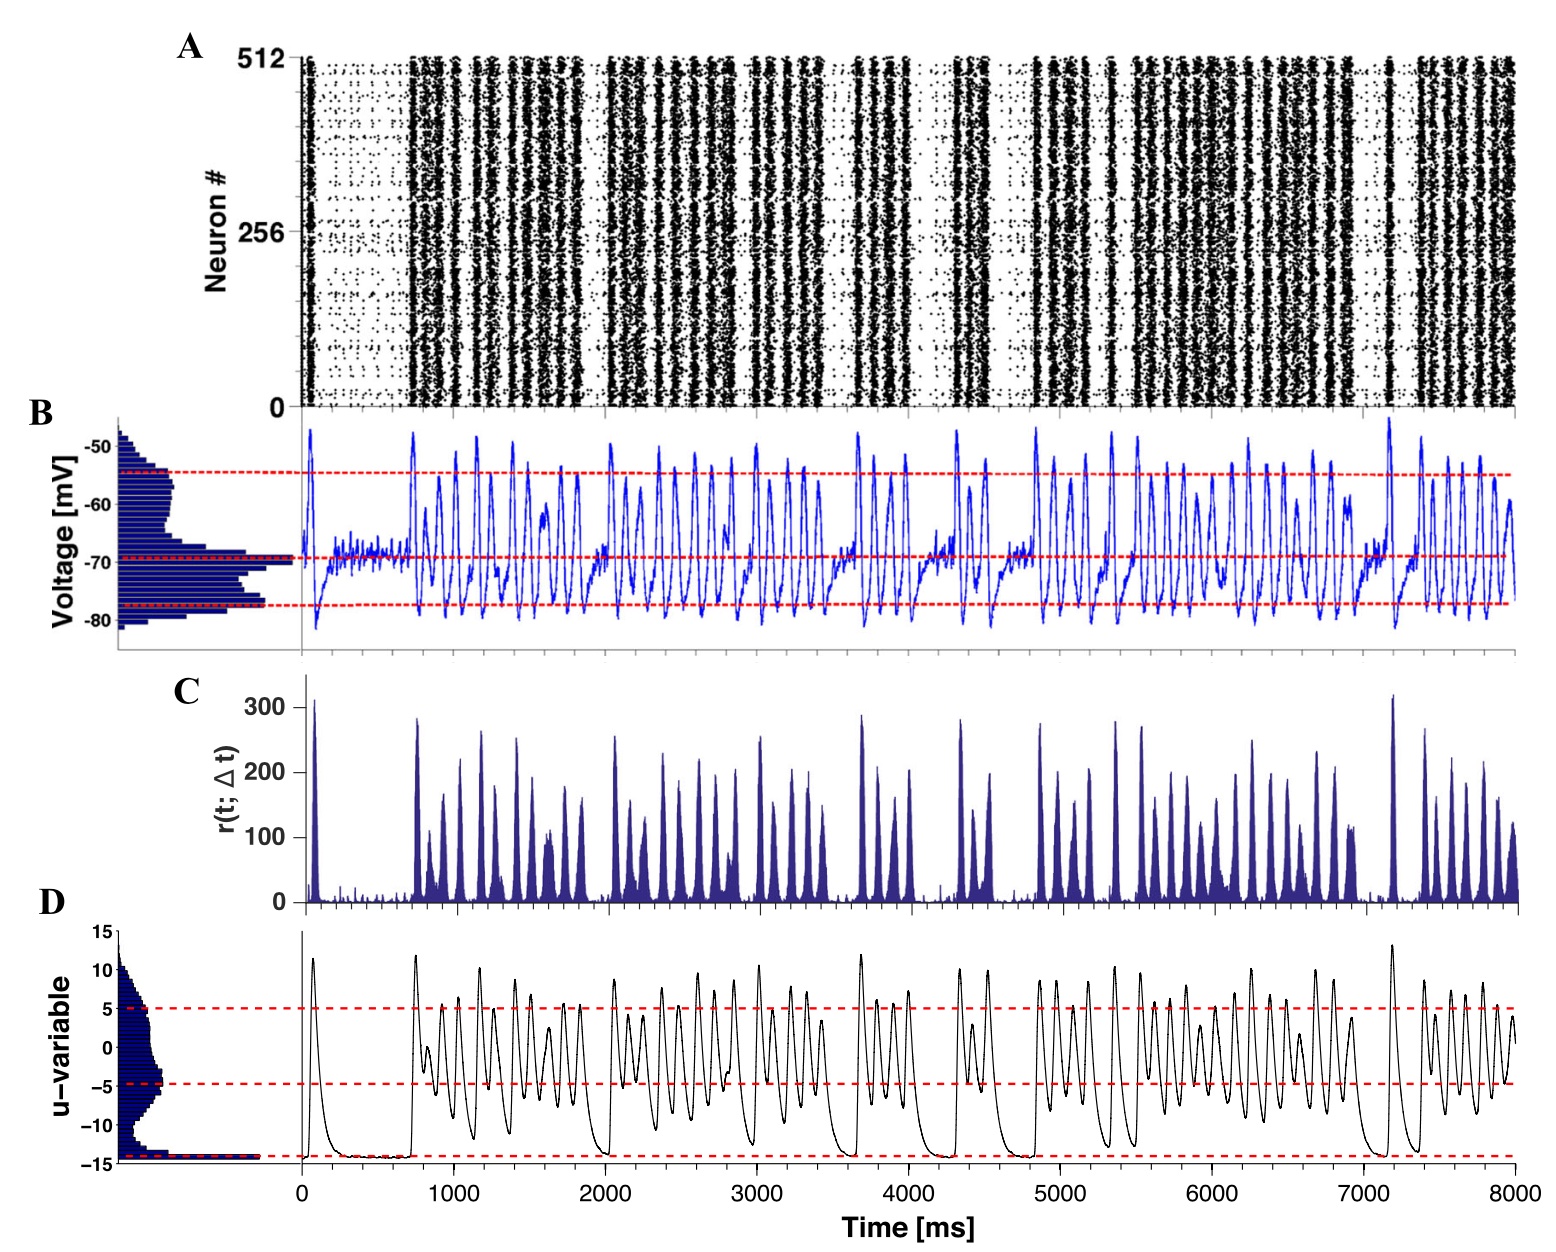 A
512
256
0
Neuron #
B
-50
-60
-70
-80
Voltage [mV]
C
300
200
100
0
r(t; Δ t)
D
15
10
5
0
−5
−10
−15
u−variable
0 1000 2000 3000 4000 5000 6000 7000 8000
Time [ms]